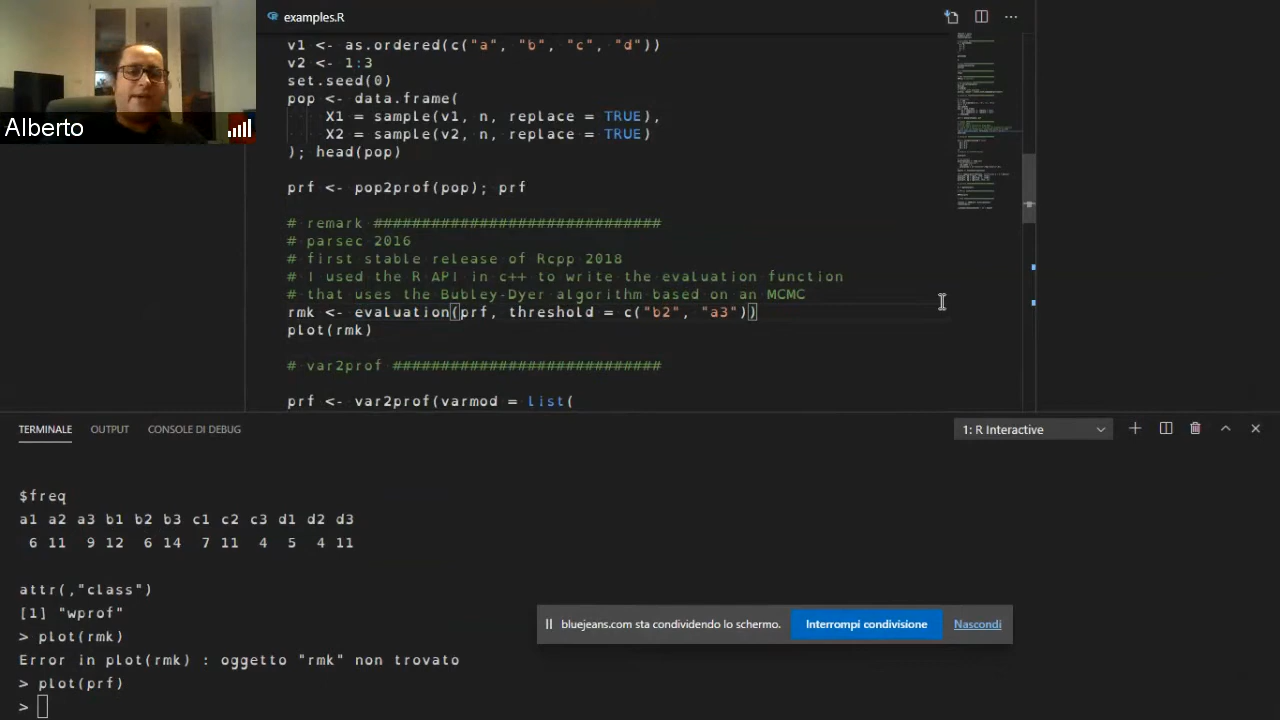 examples.R
v1 <- as.ordered(c("a", "b", "c", "d"))
v2 <- 1:3
set.seed(0)
pop <- data.frame(
X1 = sample(v1, n, replace = TRUE),
X2 = sample(v2, n, replace = TRUE)
); head(pop)
prf <- pop2prof(pop); prf
# remark #############################
# parsec 2016
# first stable release of Rcpp 2018
# I used the R API in c++ to write the evaluation function
# that uses the Bubley-Dyer algorithm based on an MCMC
rmk <- evaluation(prf, threshold = c("b2", "a3"))
plot(rmk)
# var2prof ############################
prf <- var2prof(varmod = list(
Alberto
TERMINALE OUTPUT CONSOLE DI DEBUG
1: R Interactive
$freq
a1 a2 a3 b1 b2 b3 c1 c2 c3 d1 d2 d3
6 11 9 12 6 14 7 11 4 5 4 11
attr(,"class")
[1] "wprof"
> plot(rmk)
Error in plot(rmk) : oggetto "rmk" non trovato
> plot(prf)
>
bluejeans.com sta condividendo lo schermo. Interrompi condivisione Nascondi